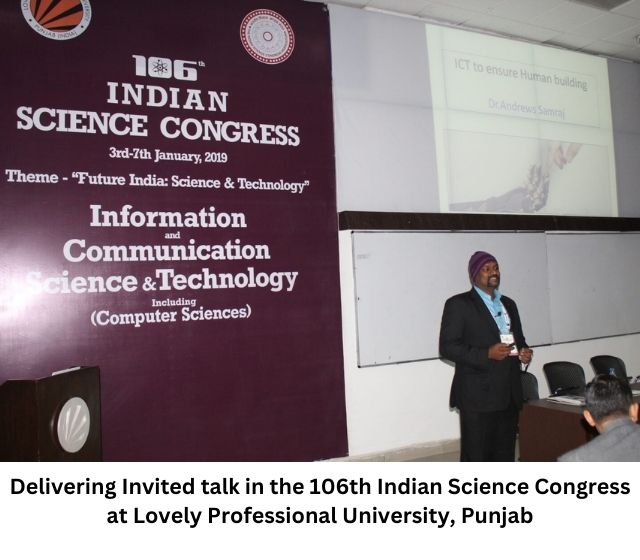 PUNJAB (INDIA)
106th
INDIAN
SCIENCE CONGRESS
3rd-7th January, 2019
Theme - "Future India: Science & Technology"
Information
and
Communication
Science & Technology
Including
(Computer Sciences)
ICT to ensure Human building
Dr.Andrews Samraj
Delivering Invited talk in the 106th Indian Science Congress
at Lovely Professional University, Punjab